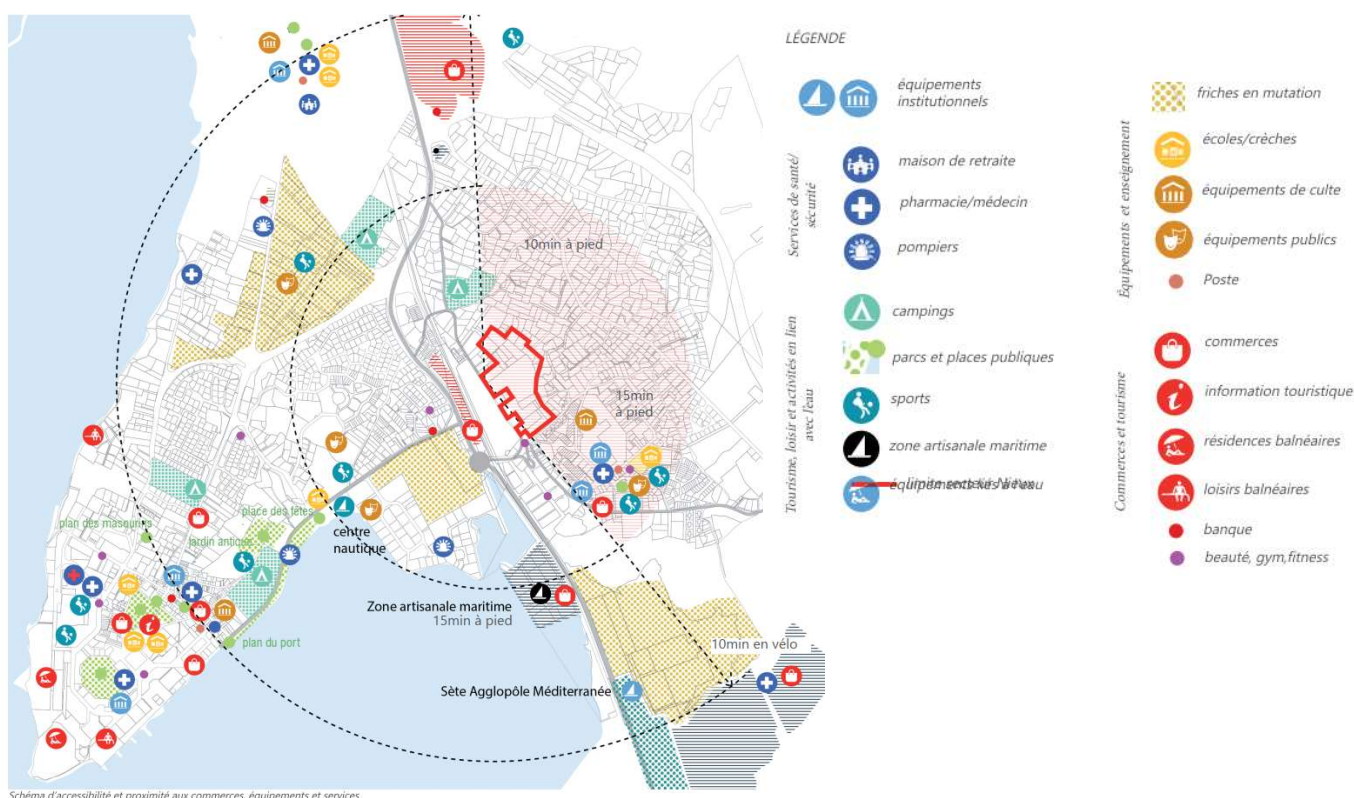 10min à pied
15min
à pied
place des fêtes
plan des masquriès
jardin antique
centre
nautique
Zone artisanale maritime
15min à pied
plan du port
10min en vélo
Sète Agglopôle Méditerranée
Schéma d'accessibilité et proximité aux commerces, équipements et services
LÉGENDE
équipements
institutionnels
Services de santé/
sécurité
maison de retraite
pharmacie/médecin
pompiers
Tourisme, loisir et activités en lien
avec l'eau
campings
parcs et places publiques
sports
zone artisanale maritime
équipements liés à l'eau
Équipements et enseignement
friches en mutation
écoles/crèches
équipements de culte
équipements publics
Poste
Commerces et tourisme
commerces
information touristique
résidences balnéaires
loisirs balnéaires
banque
beauté, gym,fitness